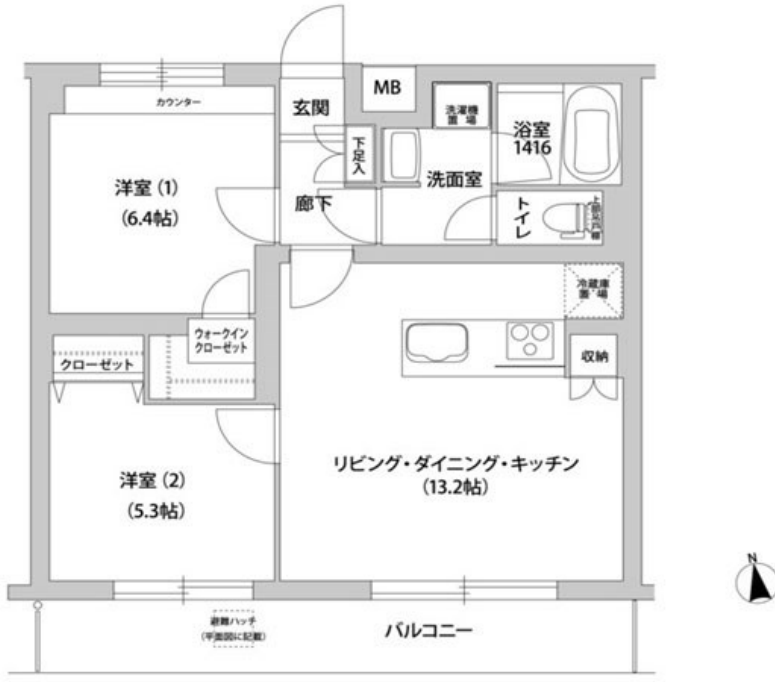 カウンター
玄関
MB
洗濯機
置場
浴室
1416
下足入
洋室（1）
（6.4帖）
洗面室
廊下
トイレ
上部吊戸棚
冷蔵庫
置場
ウォークイン
クローゼット
クローゼット
収納
リビング・ダイニング・キッチン
（13.2帖）
洋室（2）
（5.3帖）
避難ハッチ
（平面図に記載）
バルコニー
N